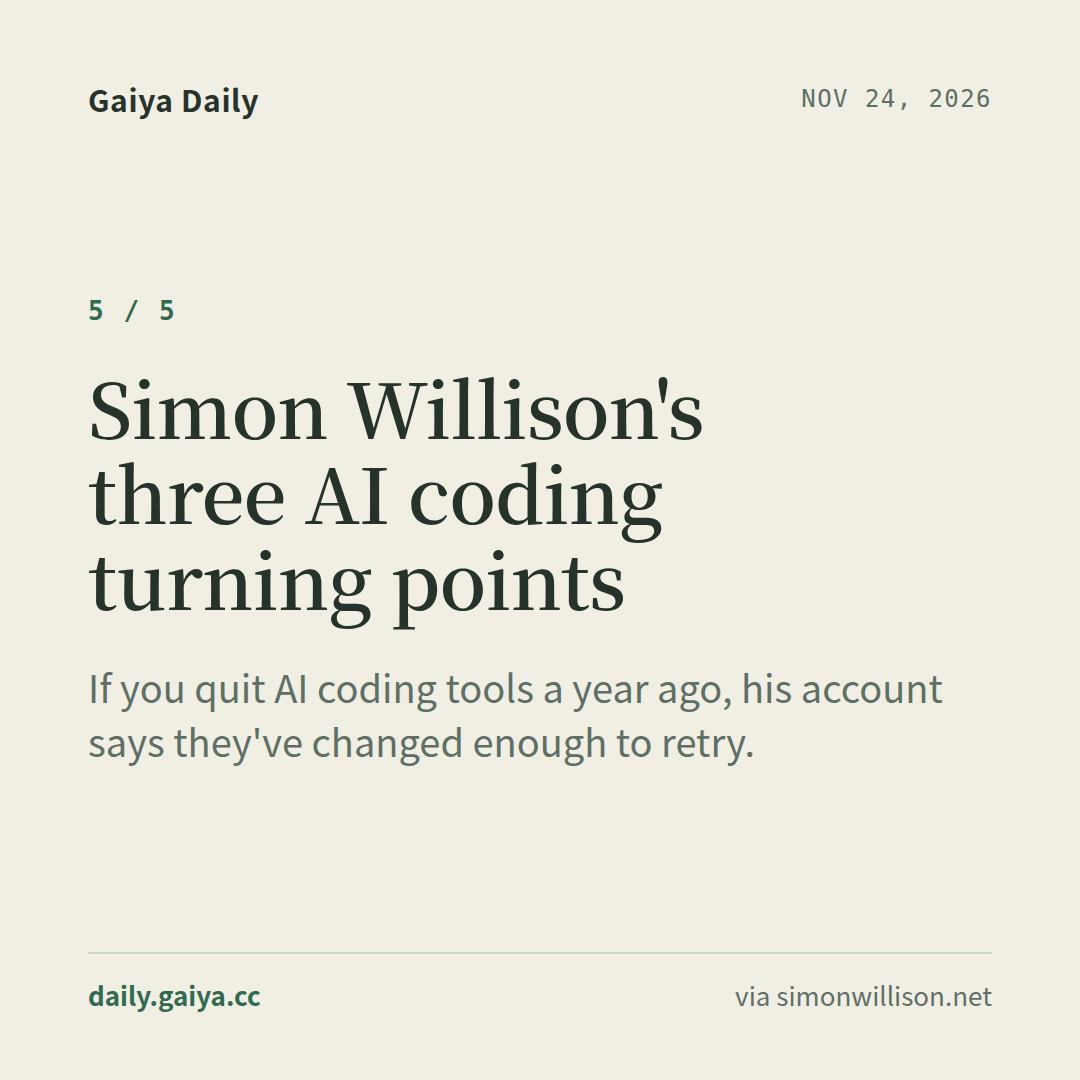 Gaiya Daily
NOV 24, 2026
5 / 5
Simon Willison's
three AI coding
turning points
If you quit AI coding tools a year ago, his account
says they've changed enough to retry.
daily.gaiya.cc
via simonwillison.net